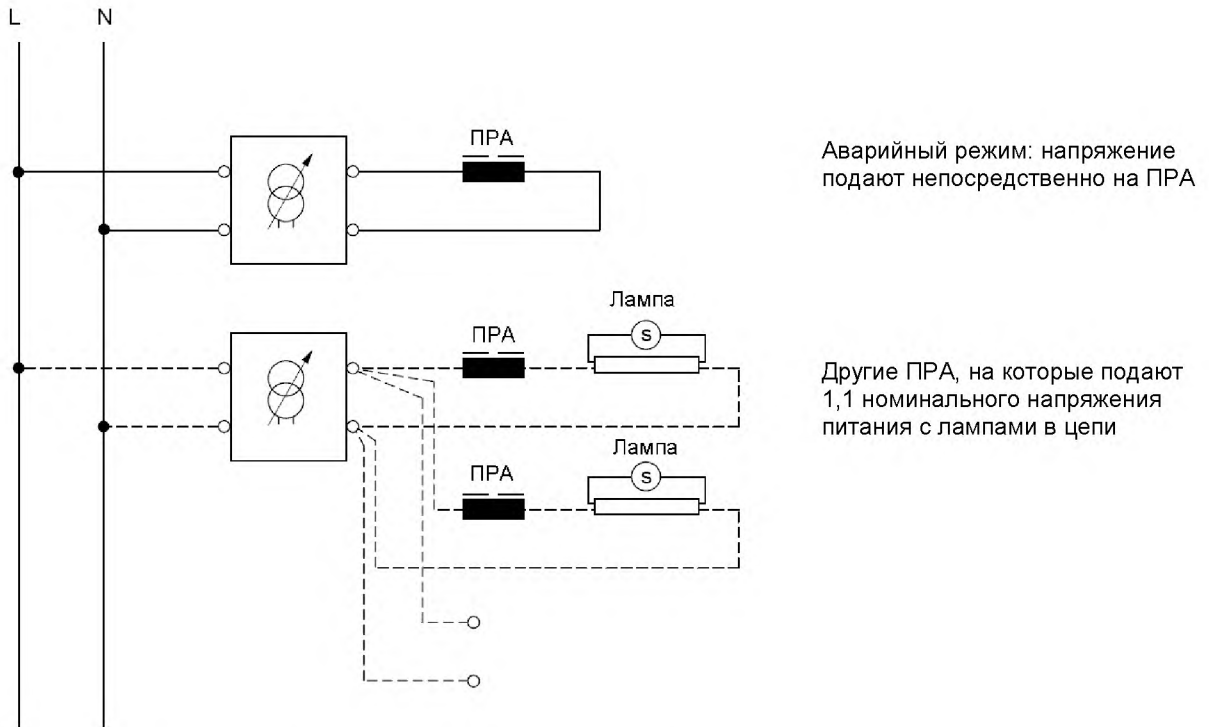 L N
ПРА
Аварийный режим: напряжение
подают непосредственно на ПРА
Лампа
S
ПРА
Другие ПРА, на которые подают
1,1 номинального напряжения
питания с лампами в цепи
Лампа
S
ПРА